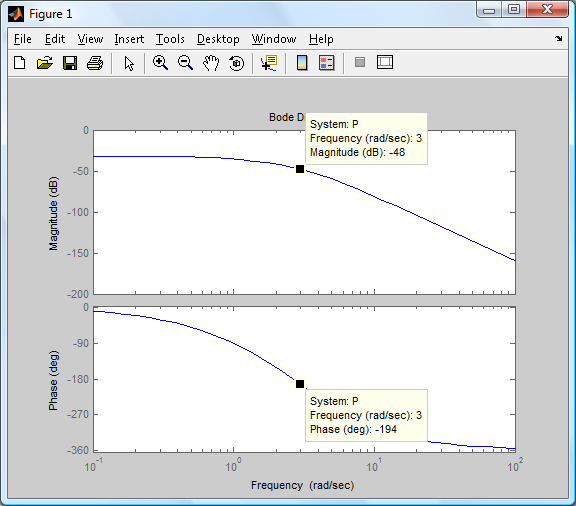 Figure 1
File Edit View Insert Tools Desktop Window Help
Bode D
System: P
Frequency (rad/sec): 3
Magnitude (dB): -48
0
-50
-100
-150
-200
Magnitude (dB)
0
-90
-180
-270
-360
Phase (deg)
System: P
Frequency (rad/sec): 3
Phase (deg): -194
10^-1 10^0 10^1 10^2
Frequency (rad/sec)